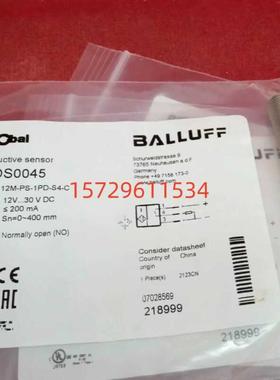 obal
BALLUFF
uctive sensor
Schurwaldstrasse 9
73765 Neuhausen a.d.F
Germany
Phone +49 7158 173-0
DS0045
12M-PS-1PD-S4-C
12V...30 V DC
≤ 200 mA
Sn=0~400 mm
Normally open (NO)
15729611534
Consider datasheet
Country of China
origin
Piece(s) 2123CN
07028569
218999
218999
UL